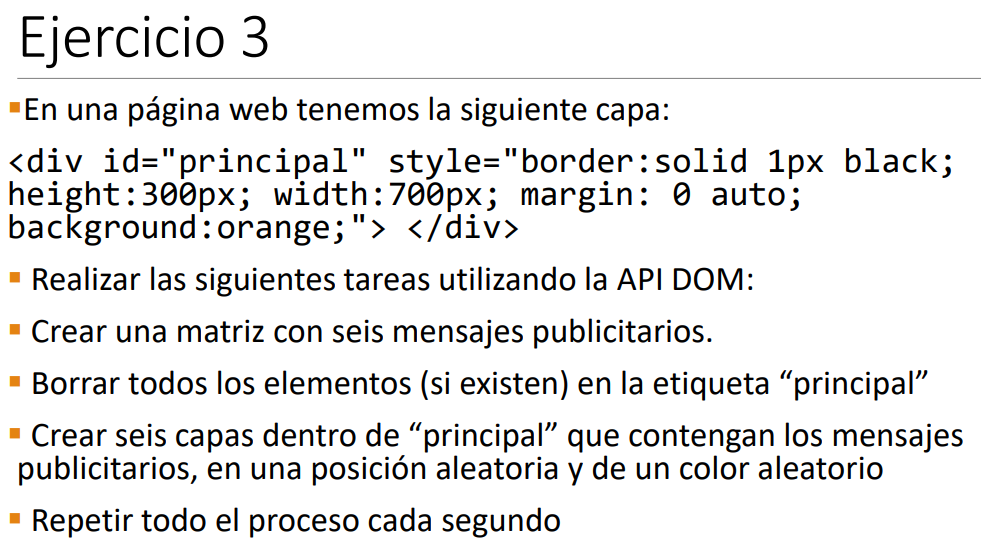 Ejercicio 3
▪En una página web tenemos la siguiente capa:
<div id="principal" style="border:solid 1px black;
height:300px; width:700px; margin: 0 auto;
background:orange;"> </div>
▪ Realizar las siguientes tareas utilizando la API DOM:
▪ Crear una matriz con seis mensajes publicitarios.
▪ Borrar todos los elementos (si existen) en la etiqueta “principal”
▪ Crear seis capas dentro de “principal” que contengan los mensajes
publicitarios, en una posición aleatoria y de un color aleatorio
▪ Repetir todo el proceso cada segundo